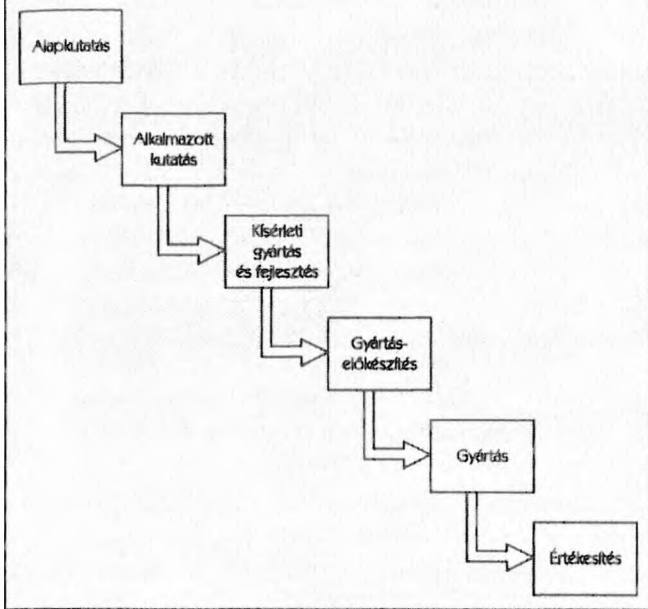 Alapkutatás
Alkalmazott
kutatás
Kísérleti
gyártás
és fejlesztés
Gyártás-
előkészítés
Gyártás
Értékesítés